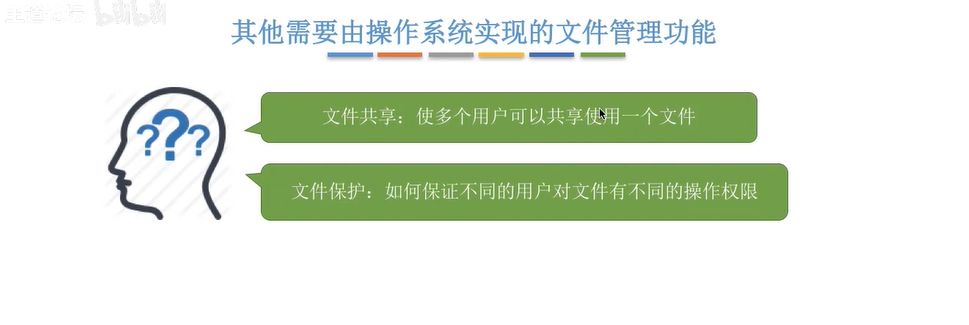 bilibili
其他需要由操作系统实现的文件管理功能
???
文件共享：使多个用户可以共享使用一个文件
文件保护：如何保证不同的用户对文件有不同的操作权限